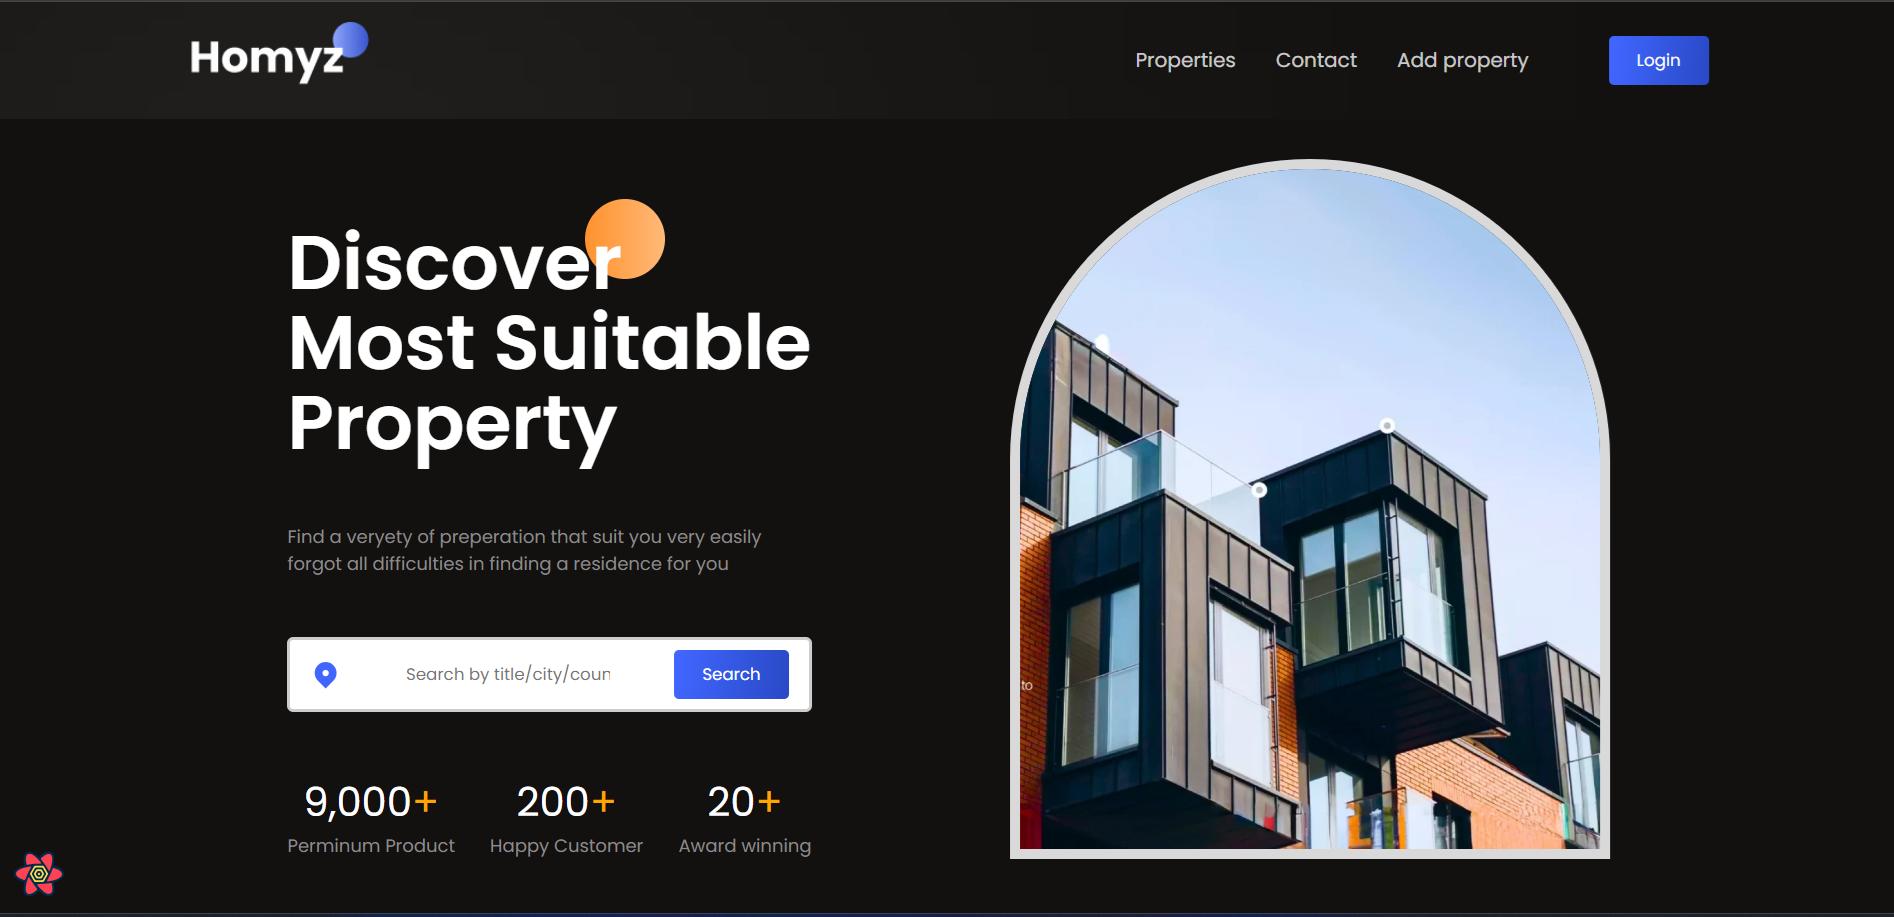 Homyz
Properties
Contact
Add property
Login
Discover
Most Suitable
Property
Find a veryety of preperation that suit you very easily
forgot all difficulties in finding a residence for you
Search by title/city/coun
Search
9,000+
200+
20+
Perminum Product
Happy Customer
Award winning
to